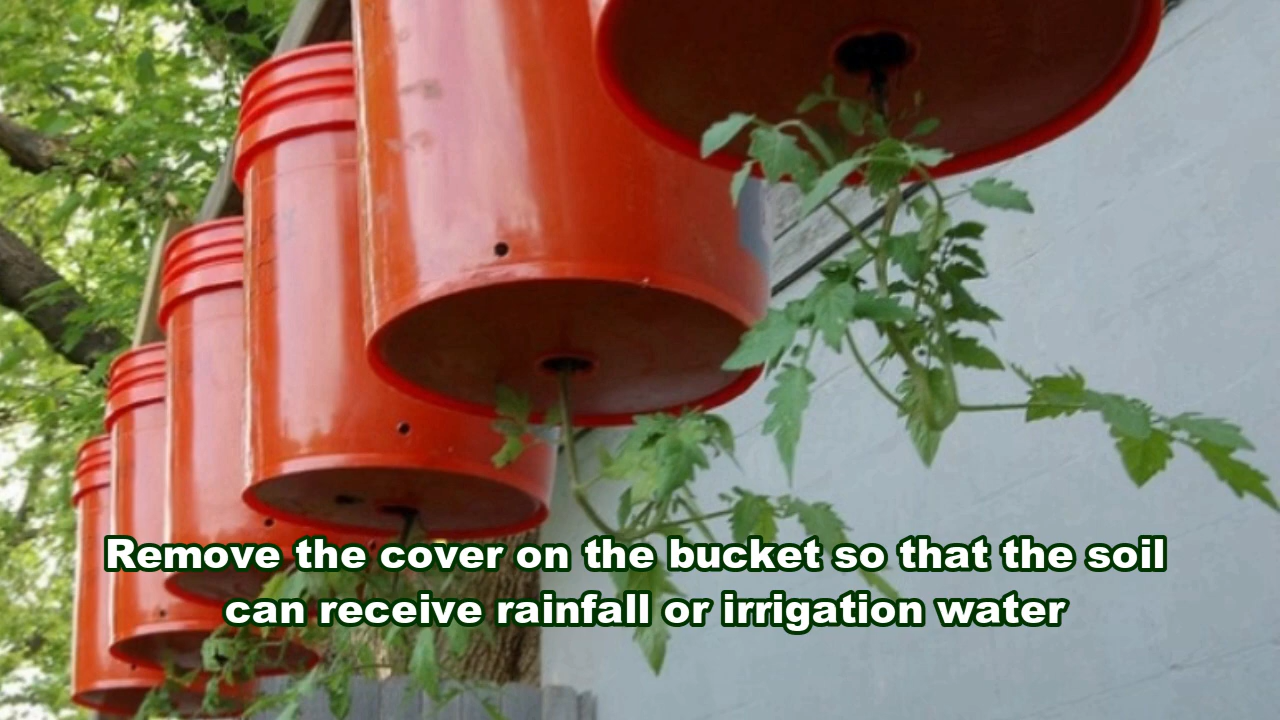 Remove the cover on the bucket so that the soil
can receive rainfall or irrigation water